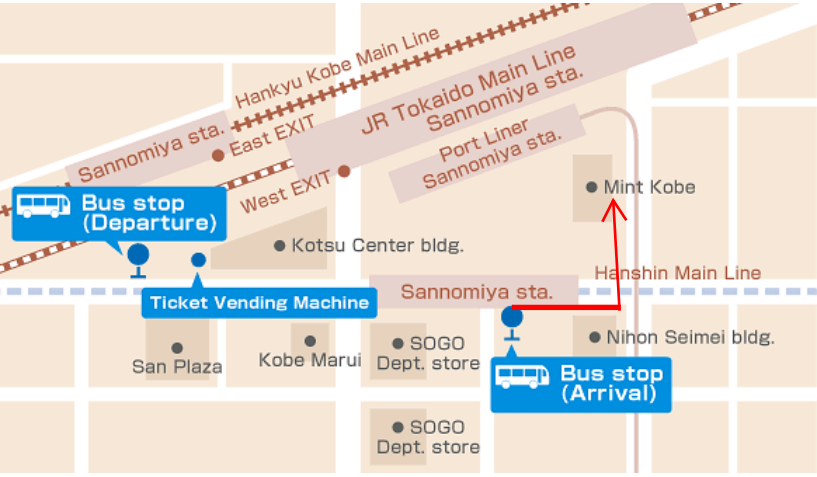 Hankyu Kobe Main Line
JR Tokaido Main Line
Sannomiya sta.
Sannomiya sta.
East EXIT
Port Liner
Sannomiya sta.
West EXIT
Mint Kobe
Bus stop
(Departure)
Kotsu Center bldg.
Hanshin Main Line
Sannomiya sta.
Ticket Vending Machine
San Plaza
Kobe Marui
SOGO
Dept. store
Nihon Seimei bldg.
Bus stop
(Arrival)
SOGO
Dept. store